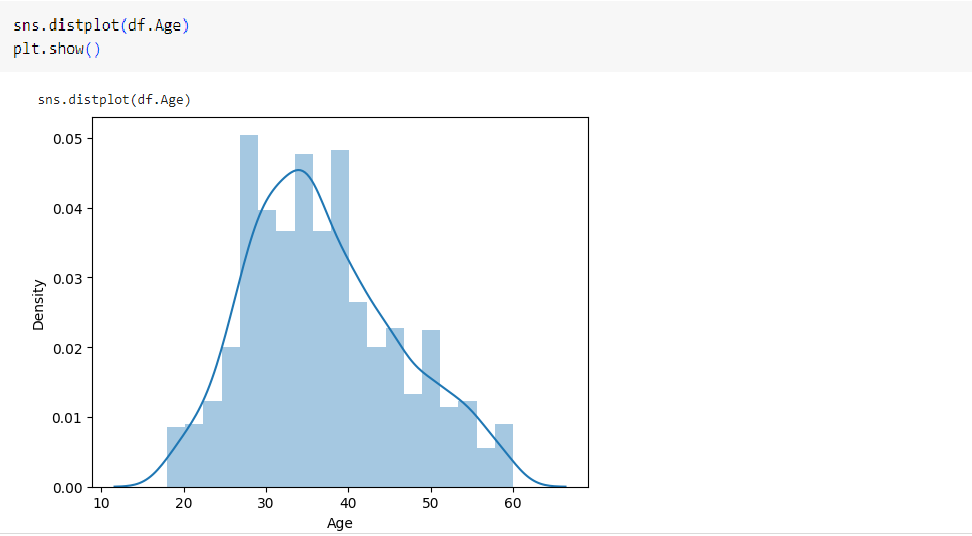 sns.distplot(df.Age)
plt.show()
sns.distplot(df.Age)
0.05
0.04
0.03
0.02
0.01
0.00
Density
10 20 30 40 50 60
Age